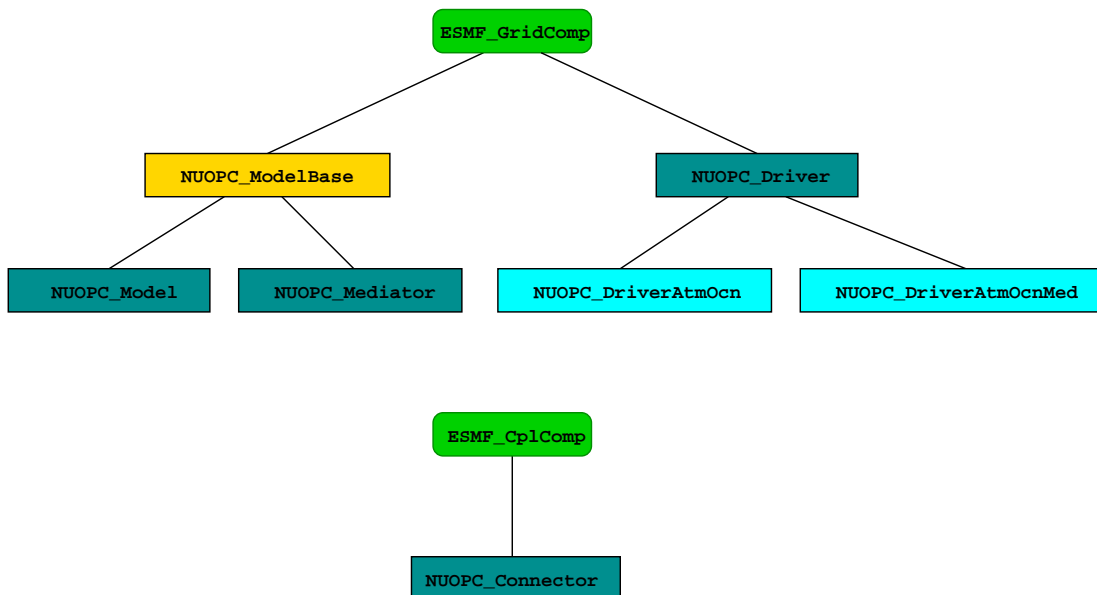 ESMF_GridComp
NUOPC_ModelBase
NUOPC_Driver
NUOPC_Model
NUOPC_Mediator
NUOPC_DriverAtmOcn
NUOPC_DriverAtmOcnMed
ESMF_CplComp
NUOPC_Connector